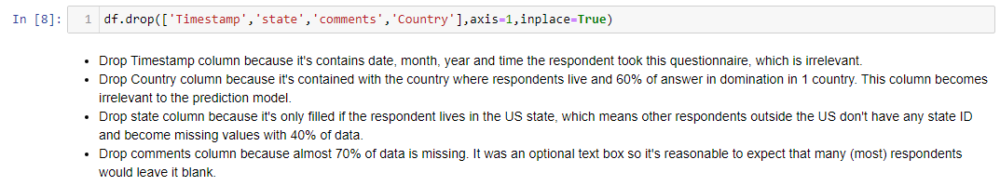 In [8]: 1 df.drop(['Timestamp','state','comments','Country'],axis=1,inplace=True)
• Drop Timestamp column because it's contains date, month, year and time the respondent took this questionnaire, which is irrelevant.
• Drop Country column because it's contained with the country where respondents live and 60% of answer in domination in 1 country. This column becomes
irrelevant to the prediction model.
• Drop state column because it's only filled if the respondent lives in the US state, which means other respondents outside the US don't have any state ID
and become missing values with 40% of data.
• Drop comments column because almost 70% of data is missing. It was an optional text box so it's reasonable to expect that many (most) respondents
would leave it blank.